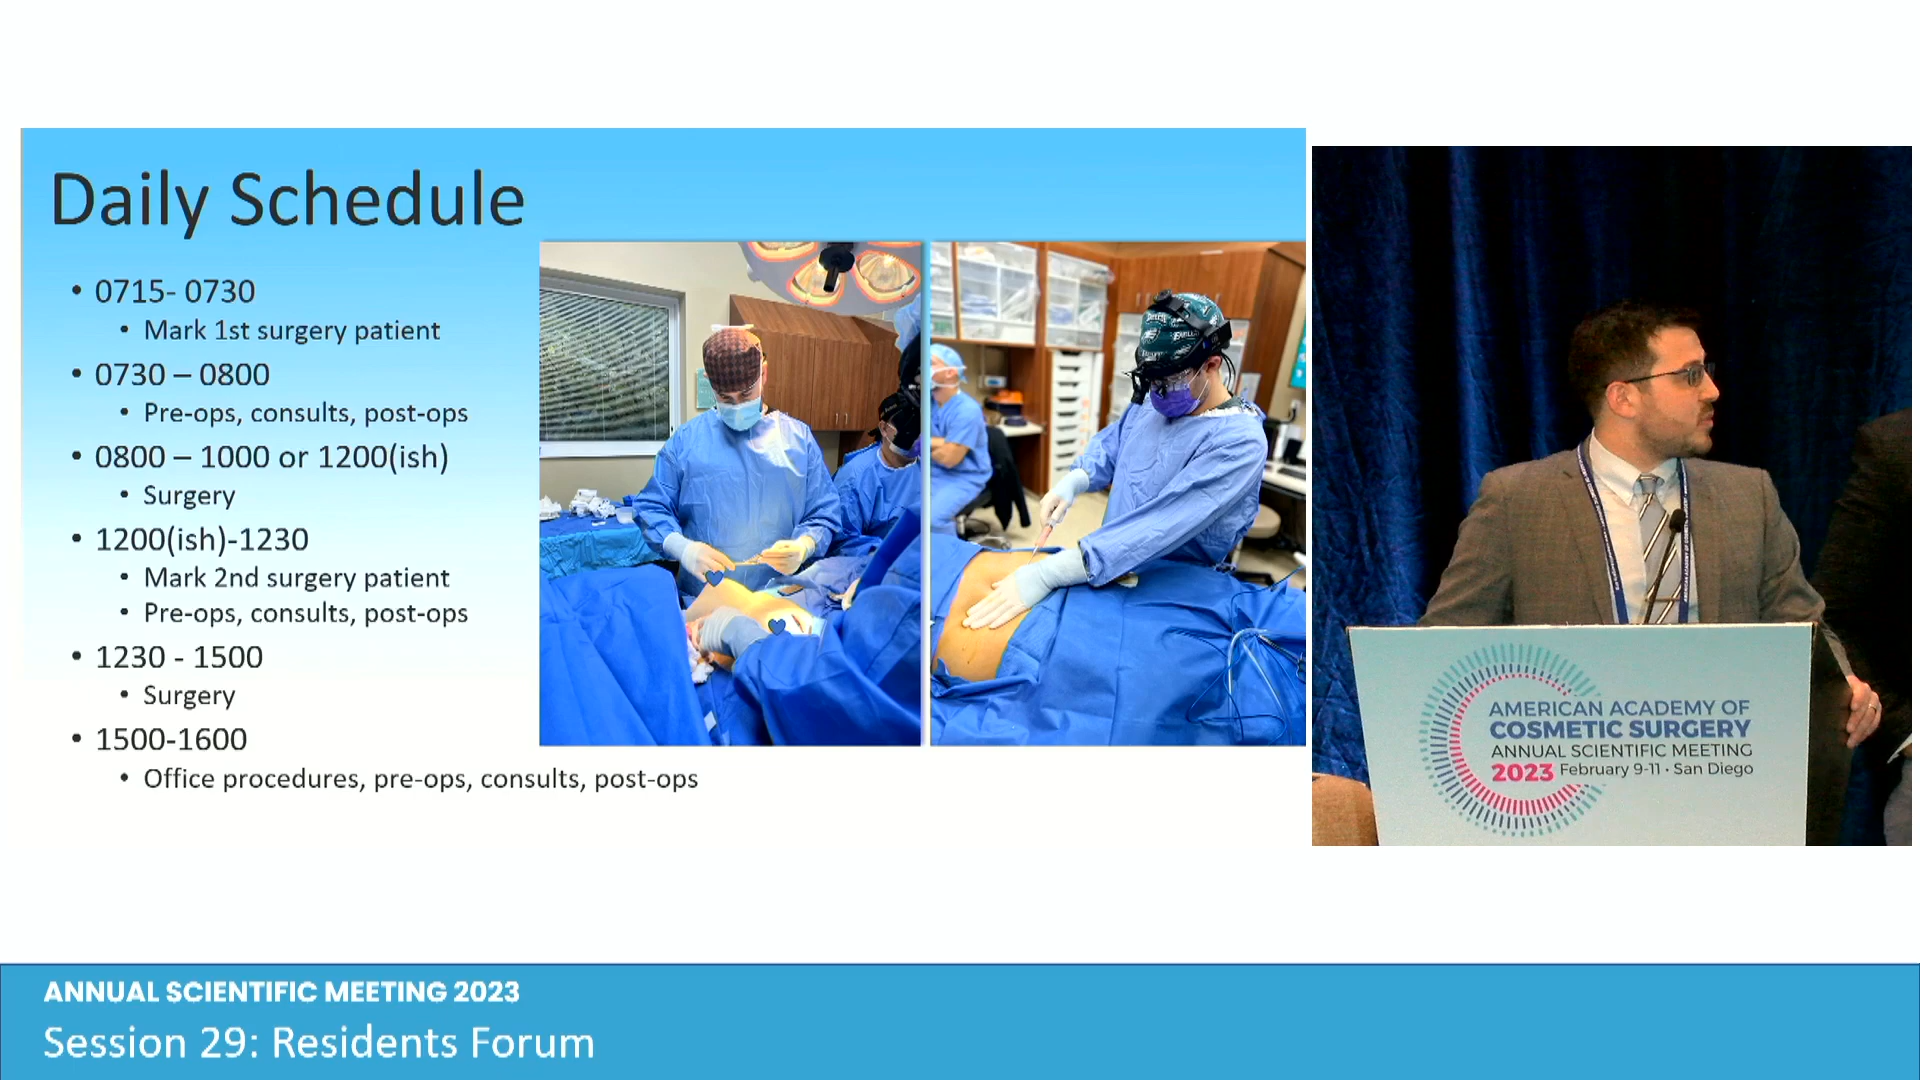 Daily Schedule
• 0715- 0730
• Mark 1st surgery patient
• 0730 – 0800
• Pre-ops, consults, post-ops
• 0800 – 1000 or 1200(ish)
• Surgery
• 1200(ish)-1230
• Mark 2nd surgery patient
• Pre-ops, consults, post-ops
• 1230 - 1500
• Surgery
• 1500-1600
• Office procedures, pre-ops, consults, post-ops
AMERICAN ACADEMY OF
COSMETIC SURGERY
ANNUAL SCIENTIFIC MEETING
2023 February 9-11 • San Diego
ANNUAL SCIENTIFIC MEETING 2023
Session 29: Residents Forum